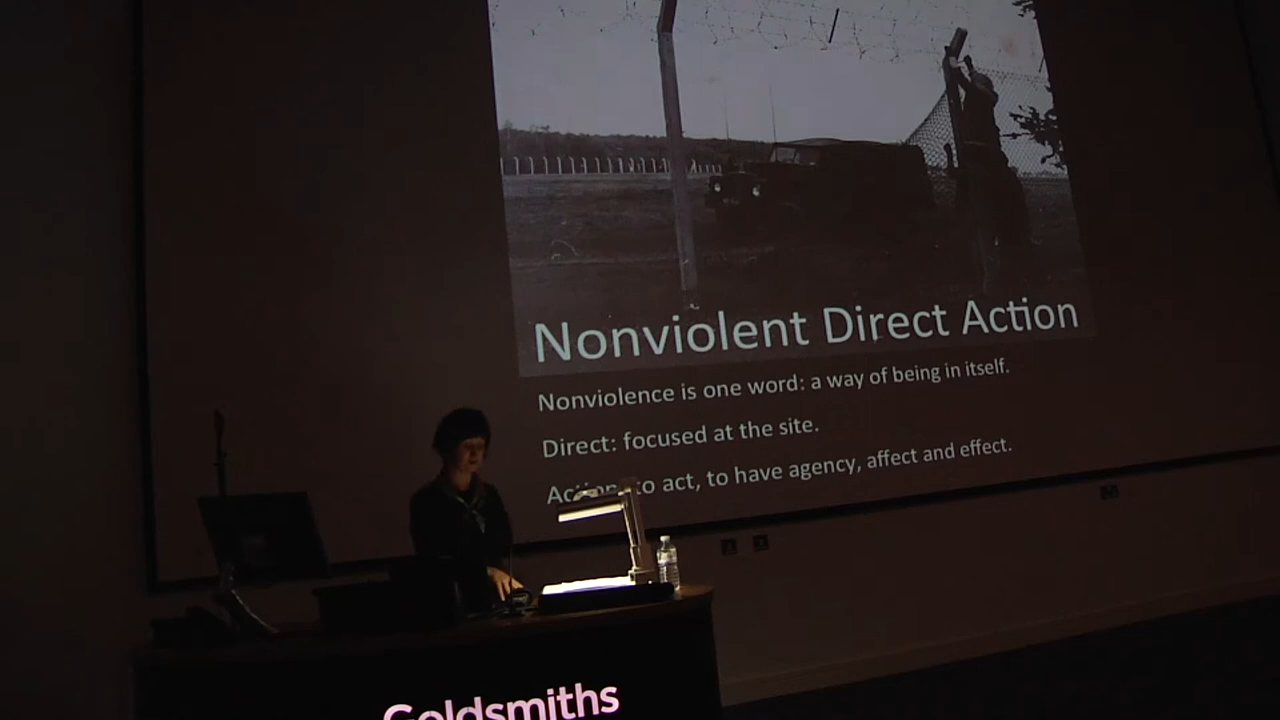 Nonviolent Direct Action
Nonviolence is one word: a way of being in itself.
Direct: focused at the site.
Action: to act, to have agency, affect and effect.
Goldsmiths